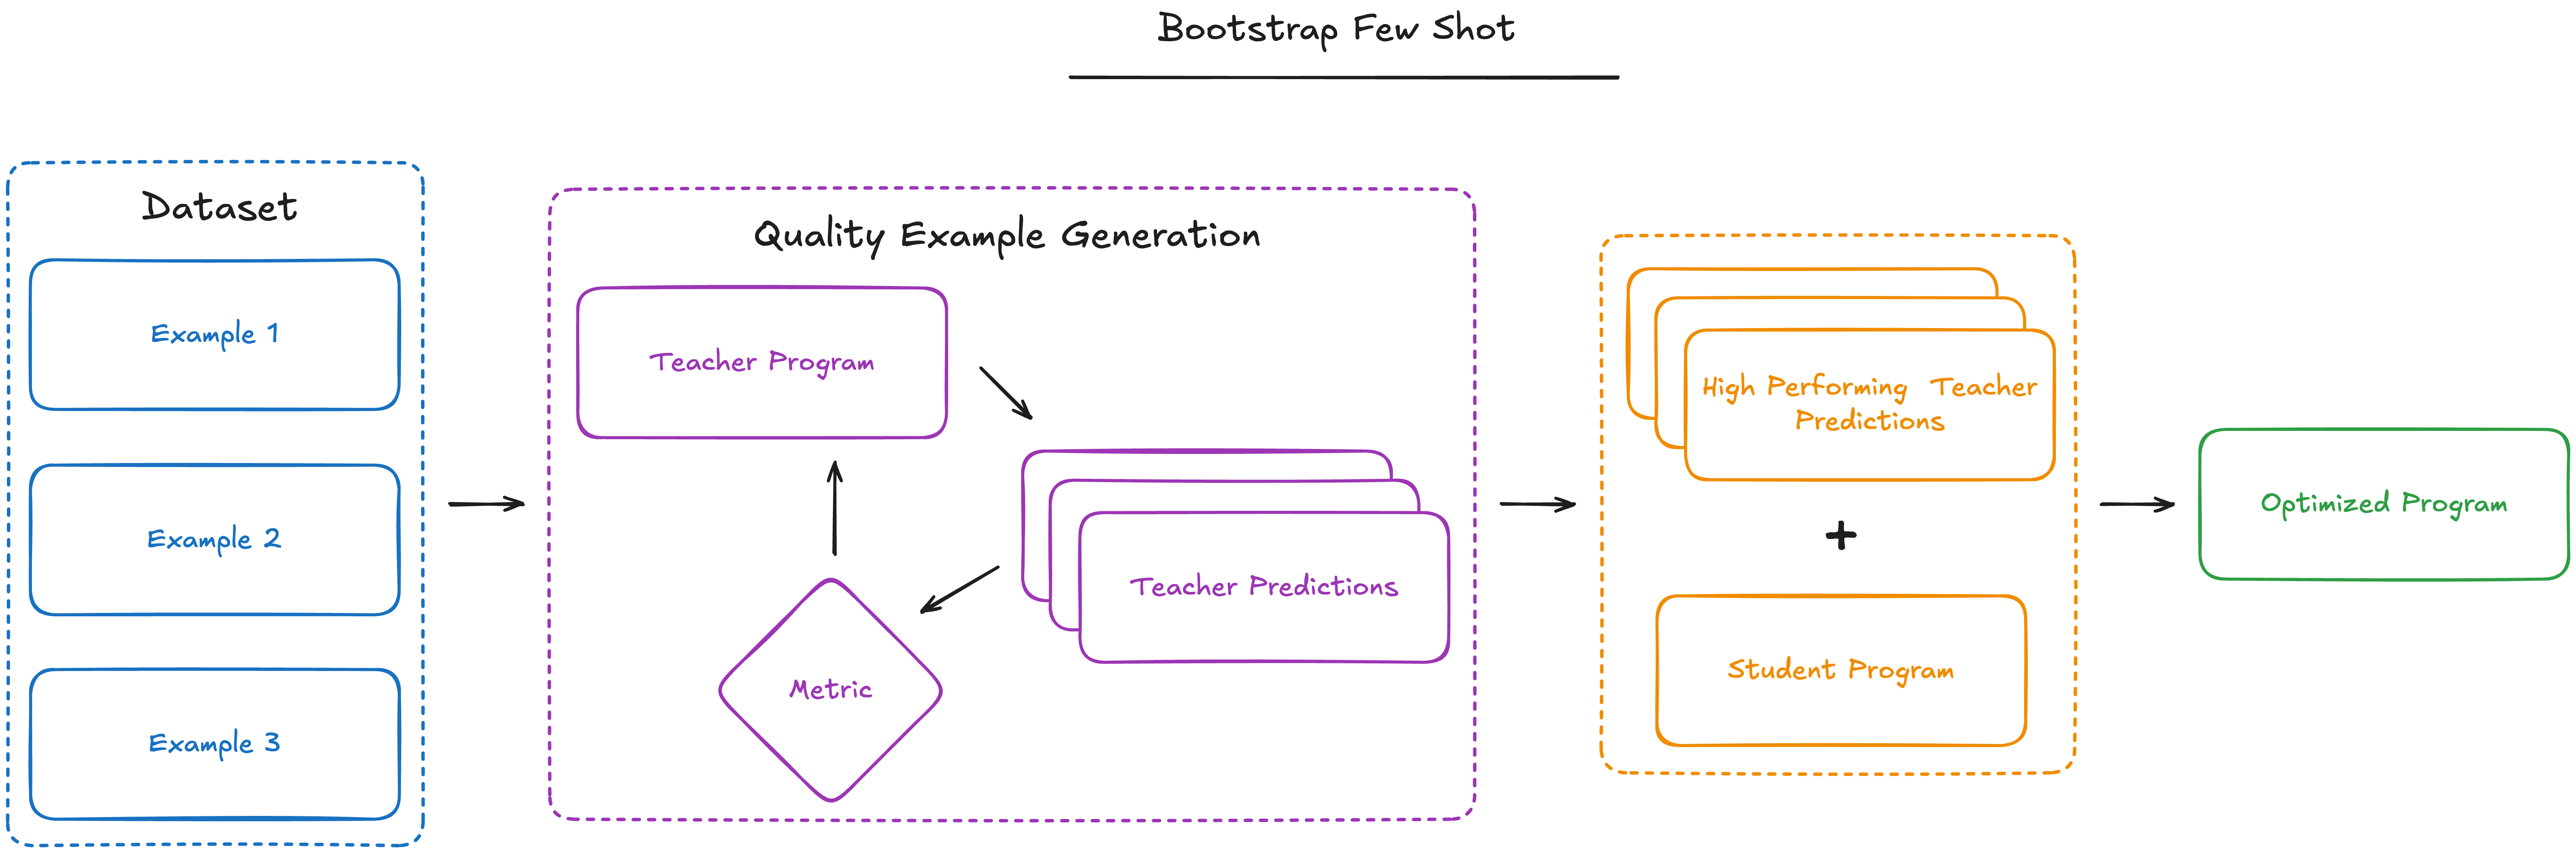 Bootstrap Few Shot
Dataset
Example 1
Example 2
Example 3
Quality Example Generation
Teacher Program
Teacher Predictions
Metric
High Performing Teacher
Predictions
+
Student Program
Optimized Program